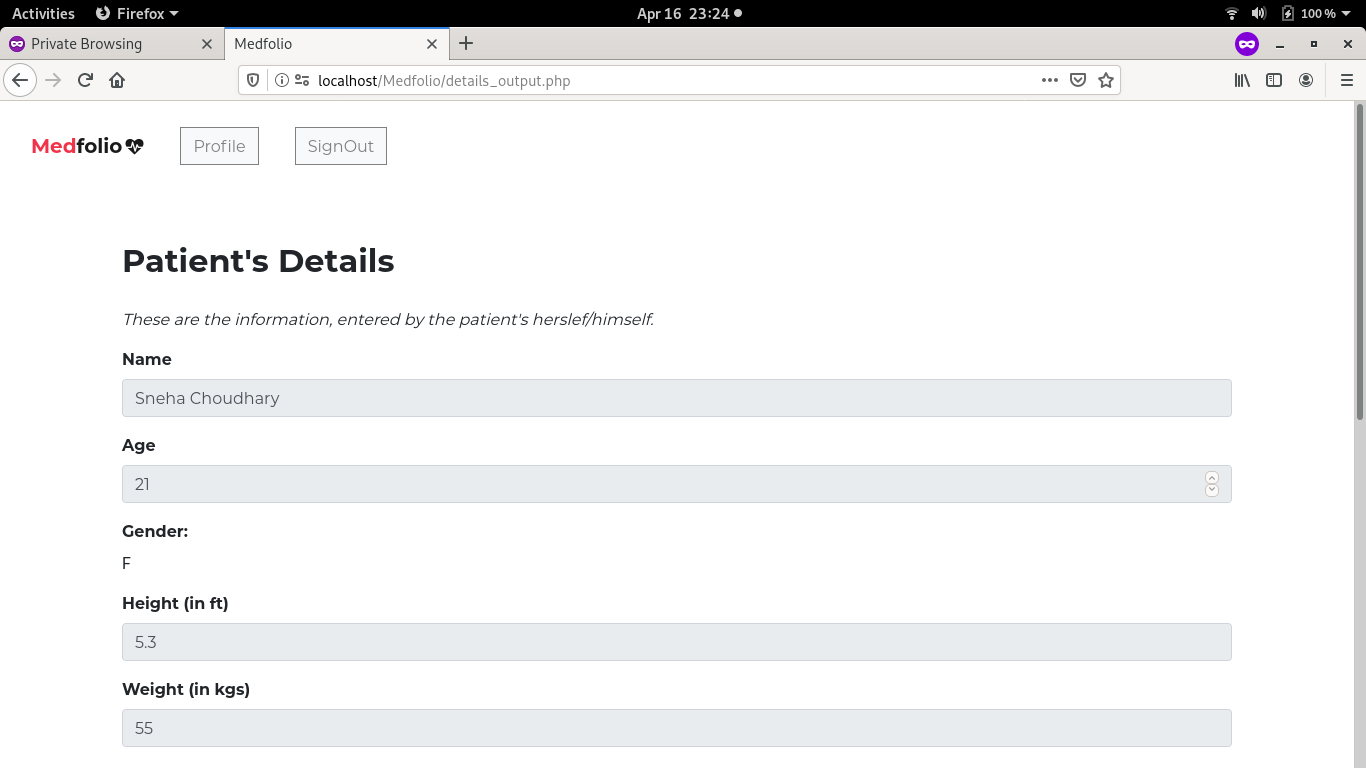 Activities Firefox Apr 16 23:24 100 %
Private Browsing Medfolio
localhost/Medfolio/details_output.php
Medfolio Profile SignOut
Patient's Details
These are the information, entered by the patient's herslef/himself.
Name
Sneha Choudhary
Age
21
Gender:
F
Height (in ft)
5.3
Weight (in kgs)
55